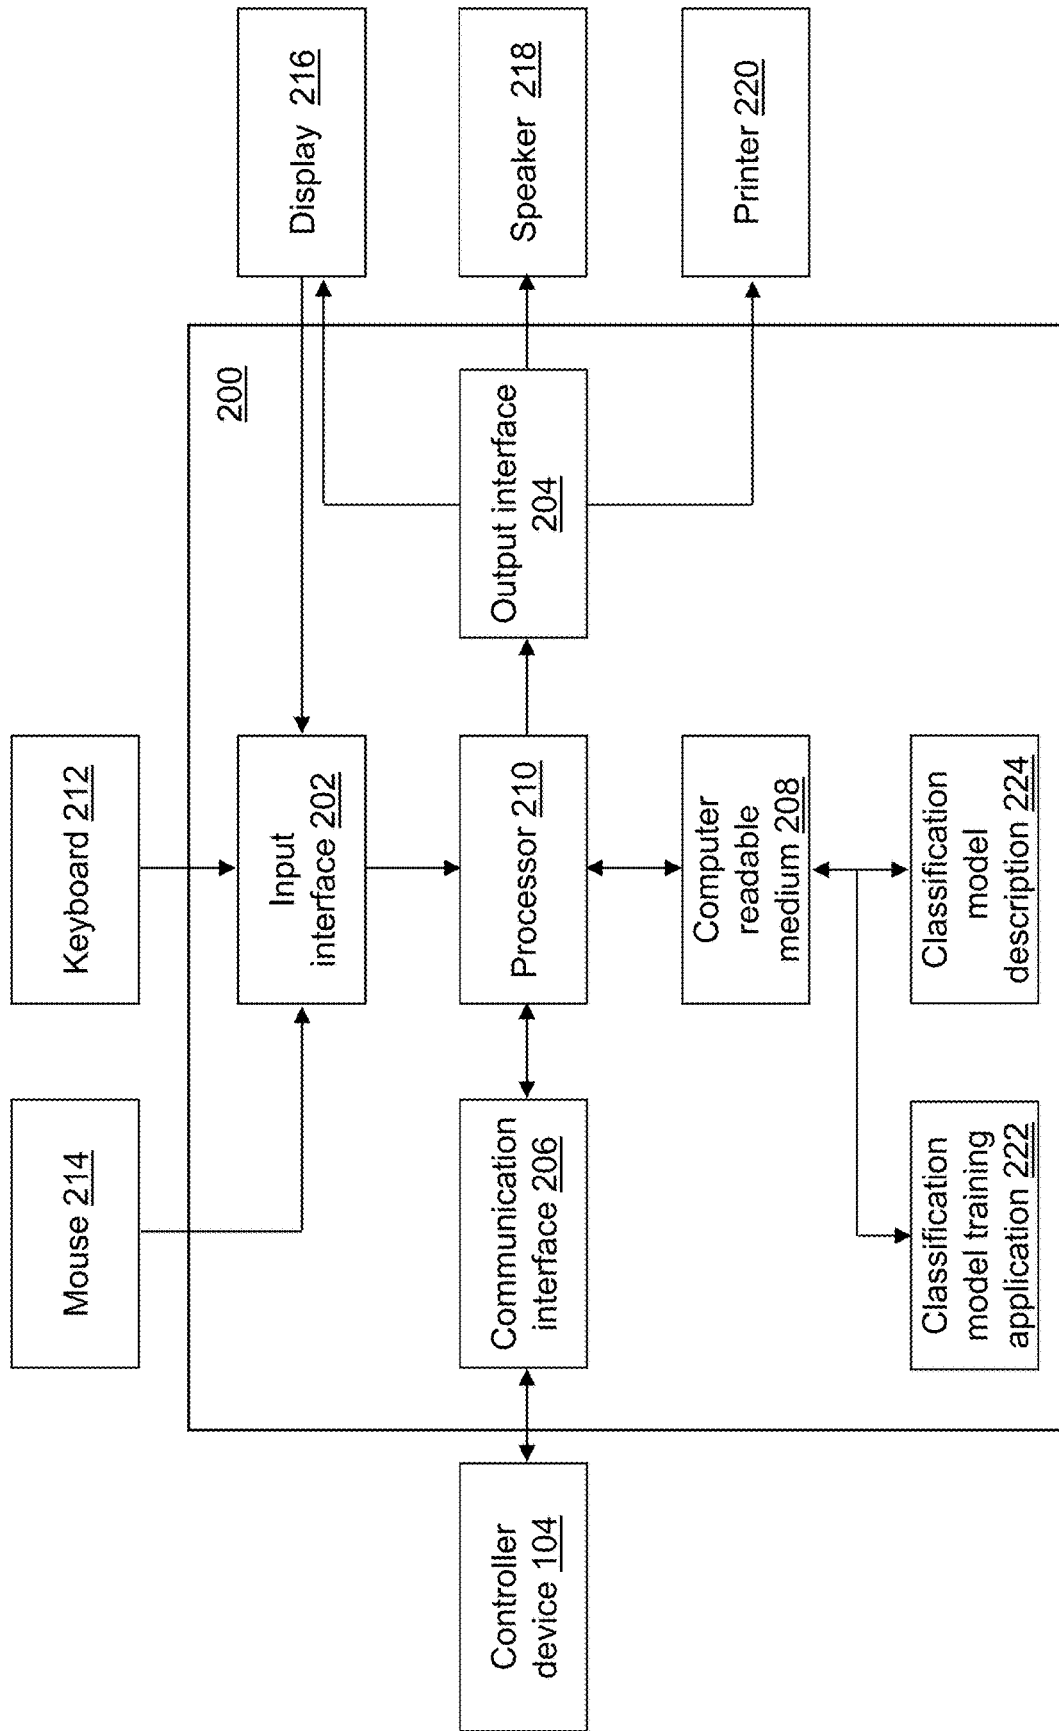 Mouse 214
Keyboard 212
200
Input
interface 202
Display 216
Controller
device 104
Communication
interface 206
Processor 210
Output interface
204
Speaker 218
Computer
readable
medium 208
Printer 220
Classification
model training
application 222
Classification
model
description 224